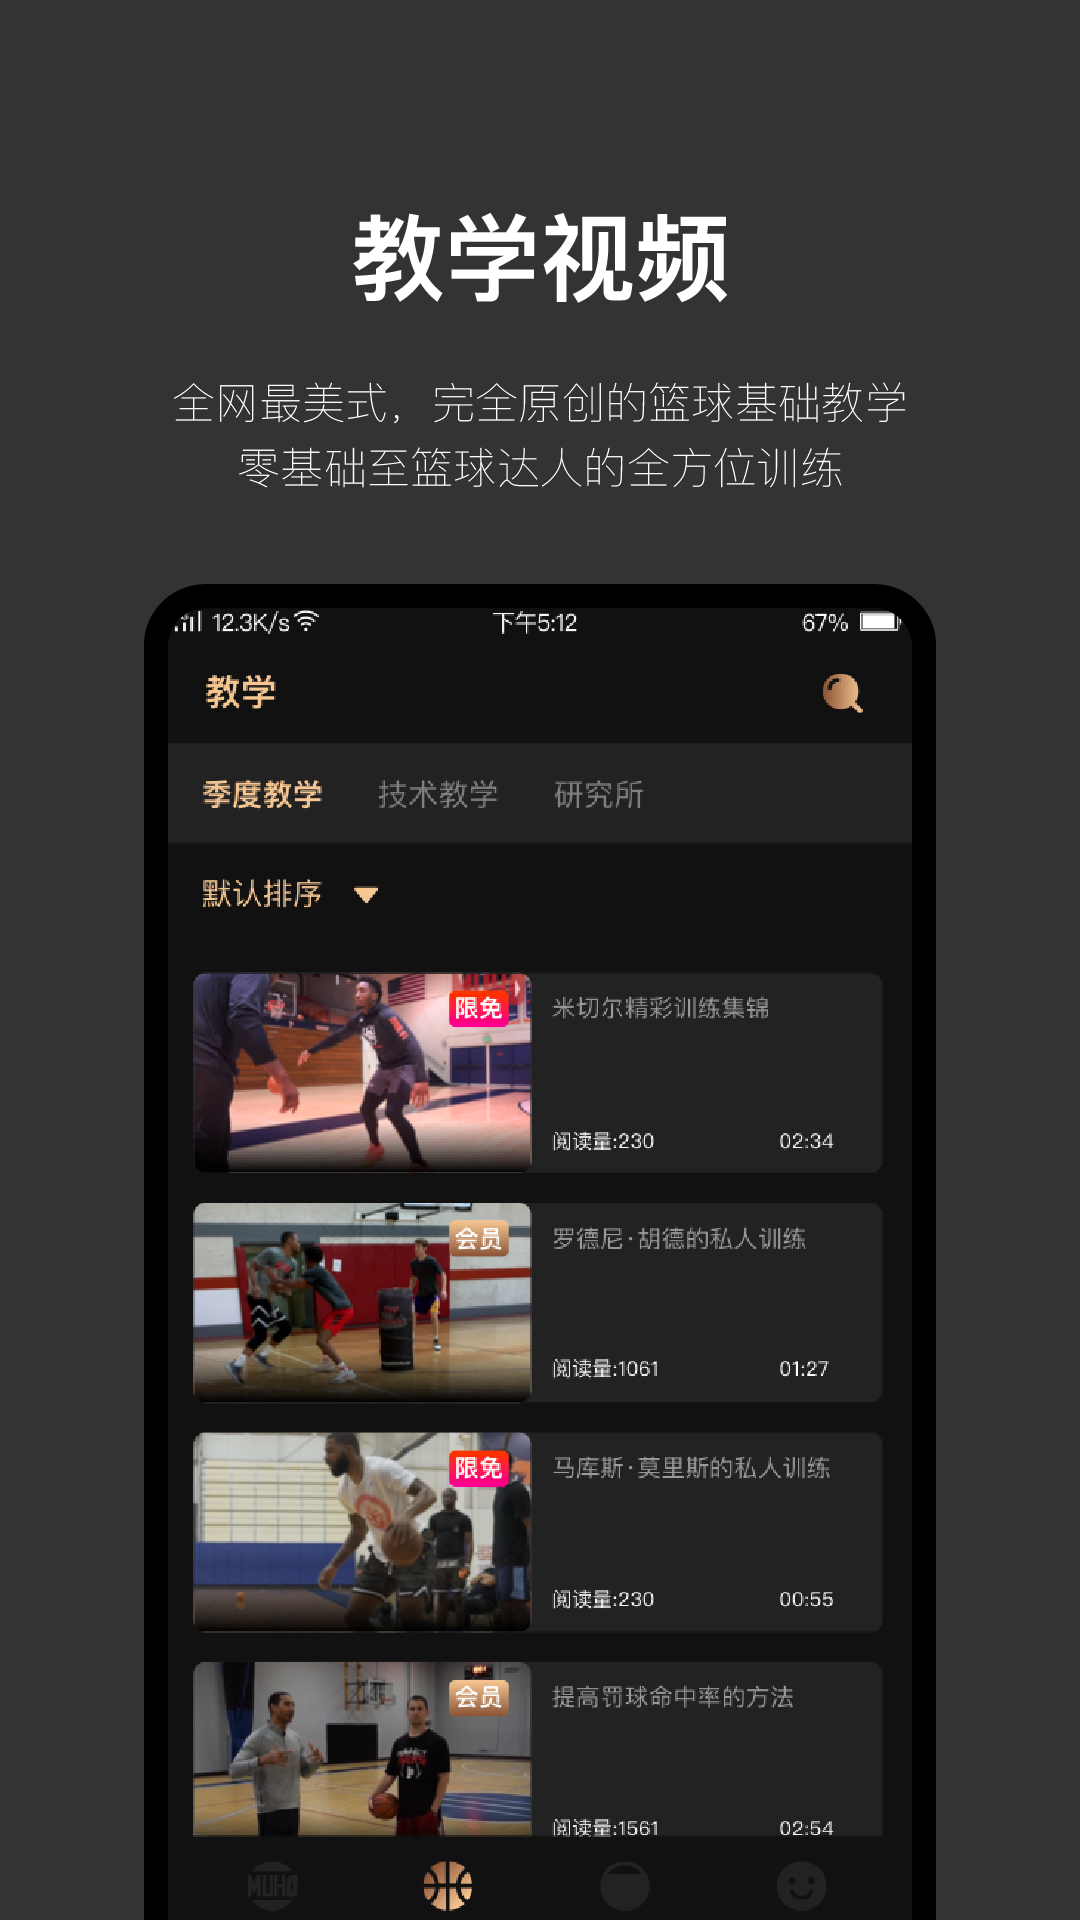 教学视频
全网最美式，完全原创的篮球基础教学
零基础至篮球达人的全方位训练
12.3K/s 下午5:12 67%
教学
季度教学 技术教学 研究所
默认排序
限免 米切尔精彩训练集锦
阅读量:230 02:34
会员 罗德尼·胡德的私人训练
阅读量:1061 01:27
限免 马库斯·莫里斯的私人训练
阅读量:230 00:55
会员 提高罚球命中率的方法
阅读量:1561 02:54